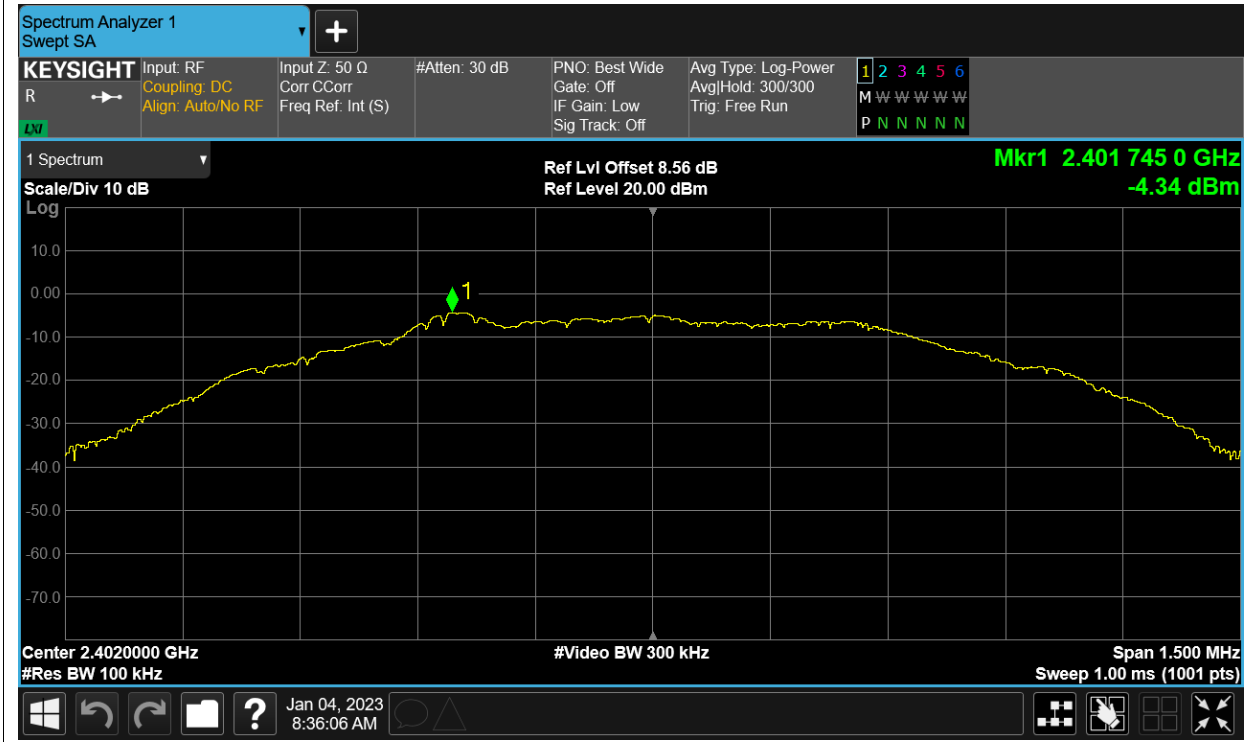 Spectrum Analyzer 1
Swept SA
KEYSIGHT
R
LXI
Input: RF
Coupling: DC
Align: Auto/No RF
Input Z: 50 Ω
Corr CCorr
Freq Ref: Int (S)
#Atten: 30 dB
PNO: Best Wide
Gate: Off
IF Gain: Low
Sig Track: Off
Avg Type: Log-Power
Avg|Hold: 300/300
Trig: Free Run
1 2 3 4 5 6
M W W W W W
P N N N N N
1 Spectrum
Scale/Div 10 dB
Log
Ref Lvl Offset 8.56 dB
Ref Level 20.00 dBm
Mkr1 2.401 745 0 GHz
-4.34 dBm
10.0
0.00
1
-10.0
-20.0
-30.0
-40.0
-50.0
-60.0
-70.0
Center 2.4020000 GHz
#Video BW 300 kHz
Span 1.500 MHz
#Res BW 100 kHz
Sweep 1.00 ms (1001 pts)
?
Jan 04, 2023
8:36:06 AM